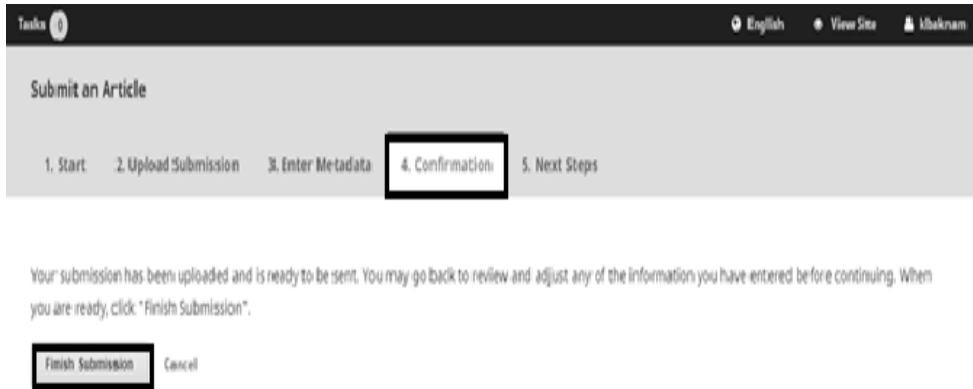 Tasks 0 English View Site klbaknam
Submit an Article
1. Start 2. Upload Submission 3. Enter Metadata 4. Confirmation 5. Next Steps
Your submission has been uploaded and is ready to be sent. You may go back to review and adjust any of the information you have entered before continuing. When
you are ready, click "Finish Submission".
Finish Submission Cancel